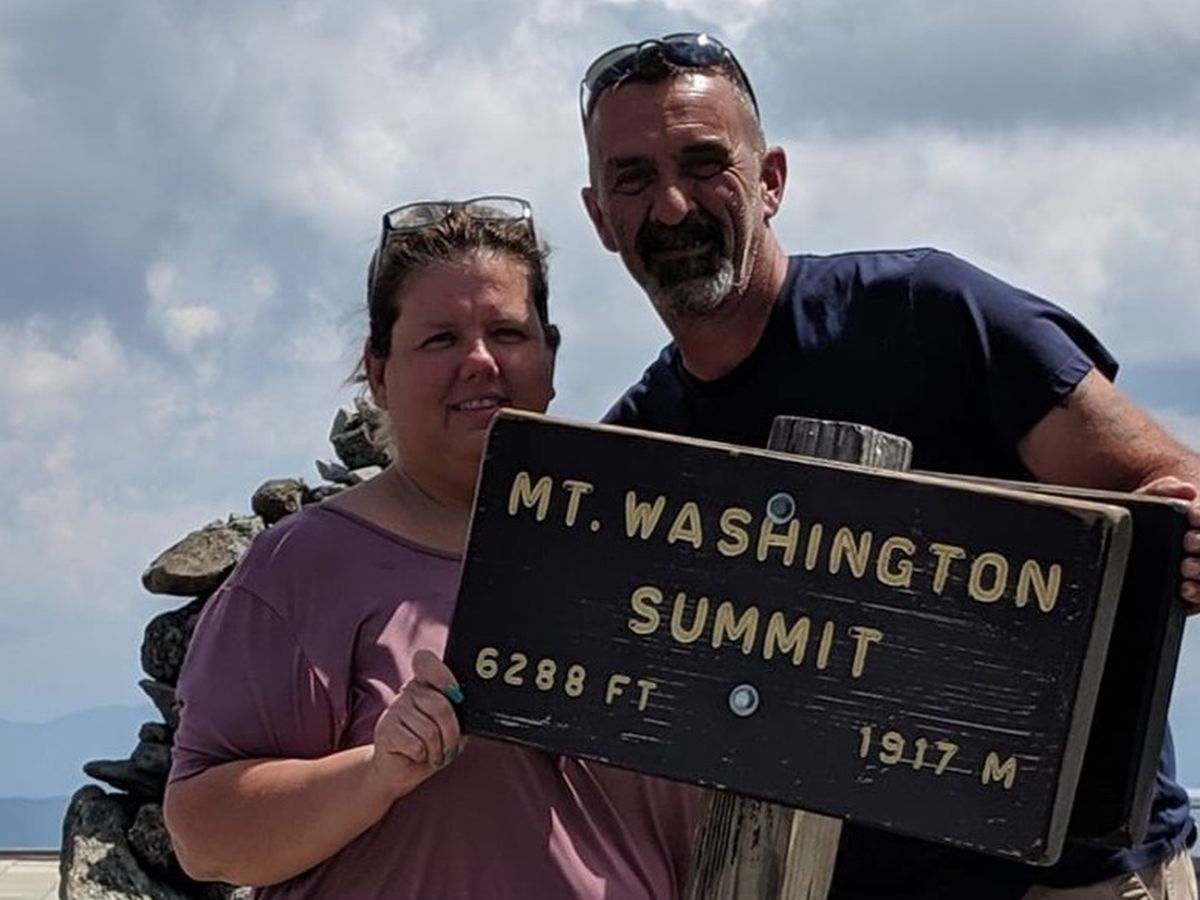 MT. WASHINGTON
SUMMIT
6288 FT
1917 M